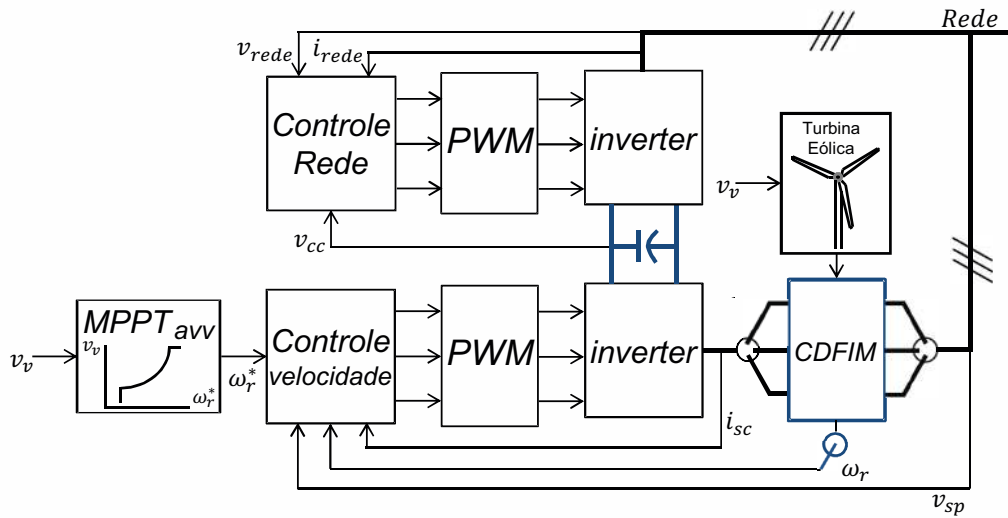 Rede
v_rede
i_rede
Controle
Rede
PWM
inverter
Turbina
Eólica
v_v
v_cc
MPPT_avv
v_v
ω_r^*
v_v
ω_r^*
Controle
velocidade
PWM
inverter
CDFIM
i_sc
ω_r
v_sp